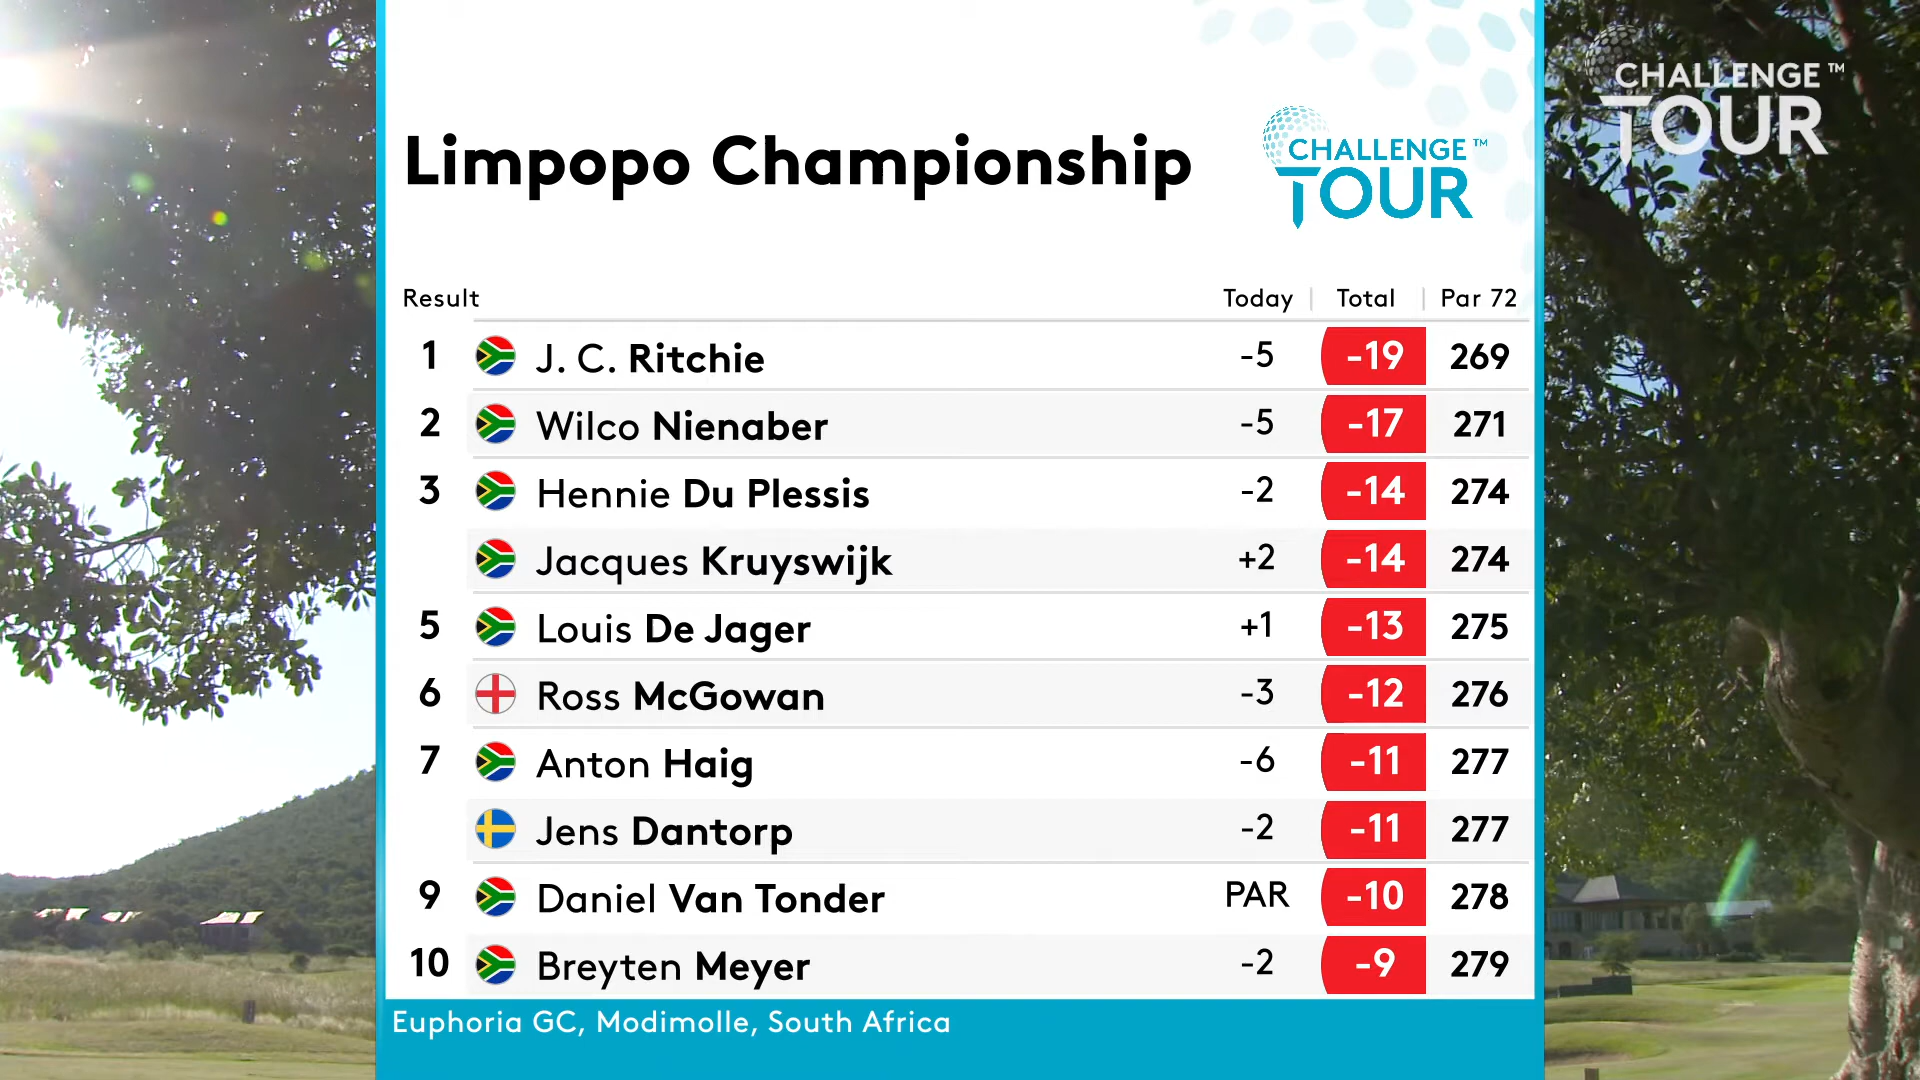 Limpopo Championship
CHALLENGE™
TOUR
CHALLENGE™
TOUR
Result Today Total Par 72
1 J. C. Ritchie -5 -19 269
2 Wilco Nienaber -5 -17 271
3 Hennie Du Plessis -2 -14 274
Jacques Kruyswijk +2 -14 274
5 Louis De Jager +1 -13 275
6 Ross McGowan -3 -12 276
7 Anton Haig -6 -11 277
Jens Dantorp -2 -11 277
9 Daniel Van Tonder PAR -10 278
10 Breyten Meyer -2 -9 279
Euphoria GC, Modimolle, South Africa